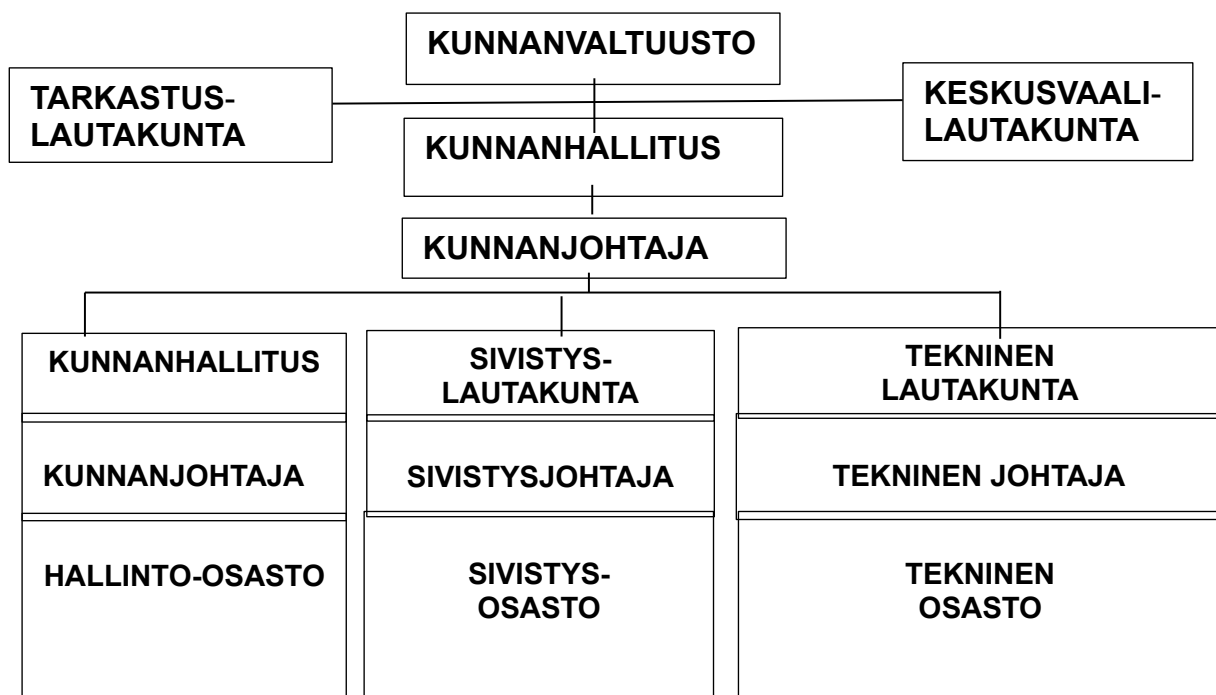 KUNNANVALTUUSTO
TARKASTUS-
LAUTAKUNTA
KESKUSVAALI-
LAUTAKUNTA
KUNNANHALLITUS
KUNNANJOHTAJA
KUNNANHALLITUS
KUNNANJOHTAJA
HALLINTO-OSASTO
SIVISTYS-
LAUTAKUNTA
SIVISTYSJOHTAJA
SIVISTYS-
OSASTO
TEKNINEN
LAUTAKUNTA
TEKNINEN JOHTAJA
TEKNINEN
OSASTO